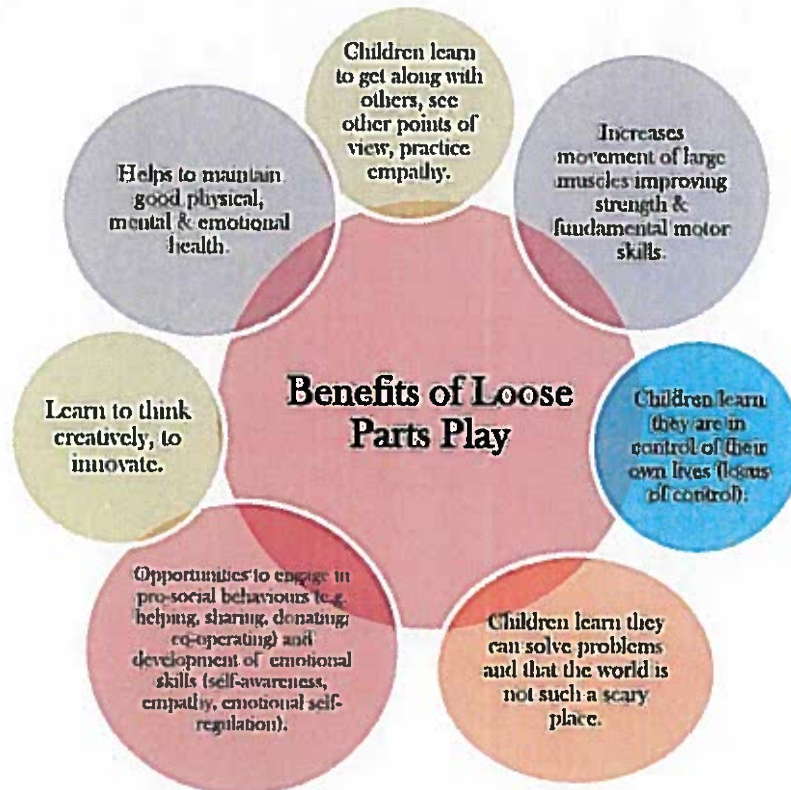 Children learn
to get along with
others, see
other points of
view, practice
empathy.
Increases
movement of large
muscles improving
strength &
fundamental motor
skills.
Helps to maintain
good physical,
mental & emotional
health.
Benefits of Loose
Parts Play
Children learn
they are in
control of their
own lives (locus
of control).
Learn to think
creatively, to
innovate.
Opportunities to engage in
pro-social behaviours (e.g.
helping, sharing, donating,
co-operating) and
development of emotional
skills (self-awareness,
empathy, emotional self-
regulation).
Children learn they
can solve problems
and that the world is
not such a scary
place.